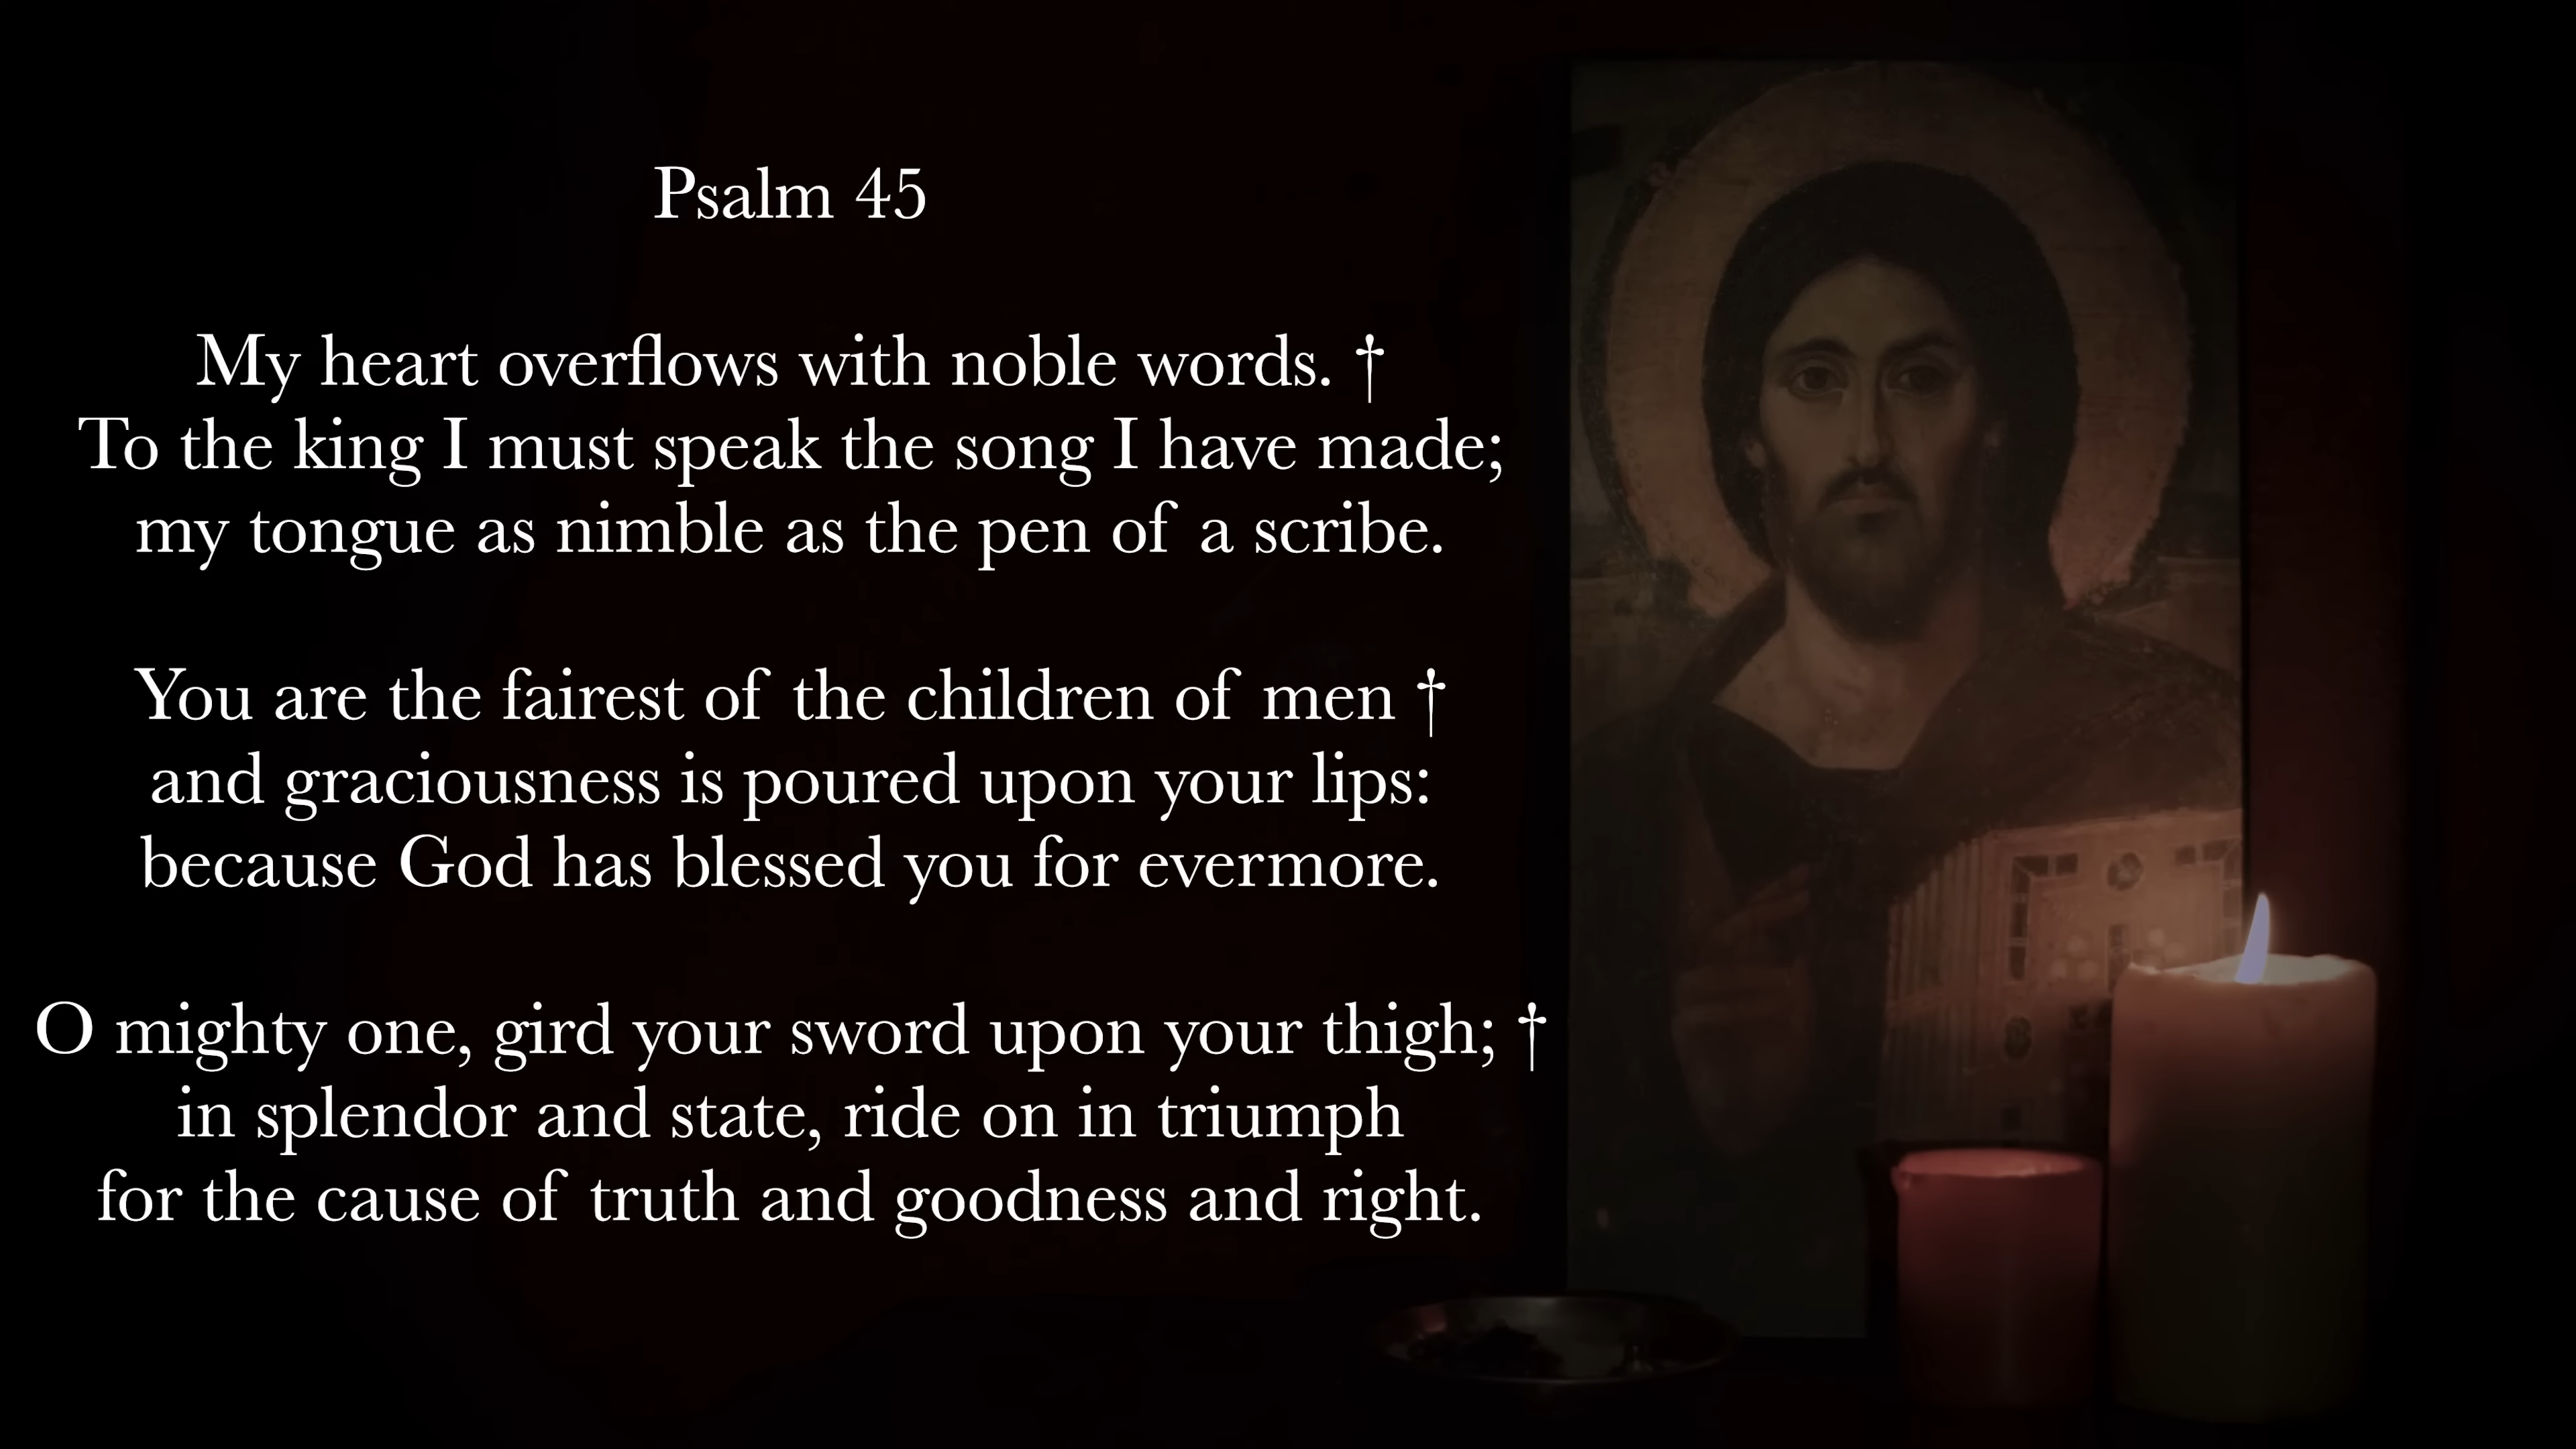 Psalm 45
My heart overflows with noble words. †
To the king I must speak the song I have made;
my tongue as nimble as the pen of a scribe.
You are the fairest of the children of men †
and graciousness is poured upon your lips:
because God has blessed you for evermore.
O mighty one, gird your sword upon your thigh; †
in splendor and state, ride on in triumph
for the cause of truth and goodness and right.